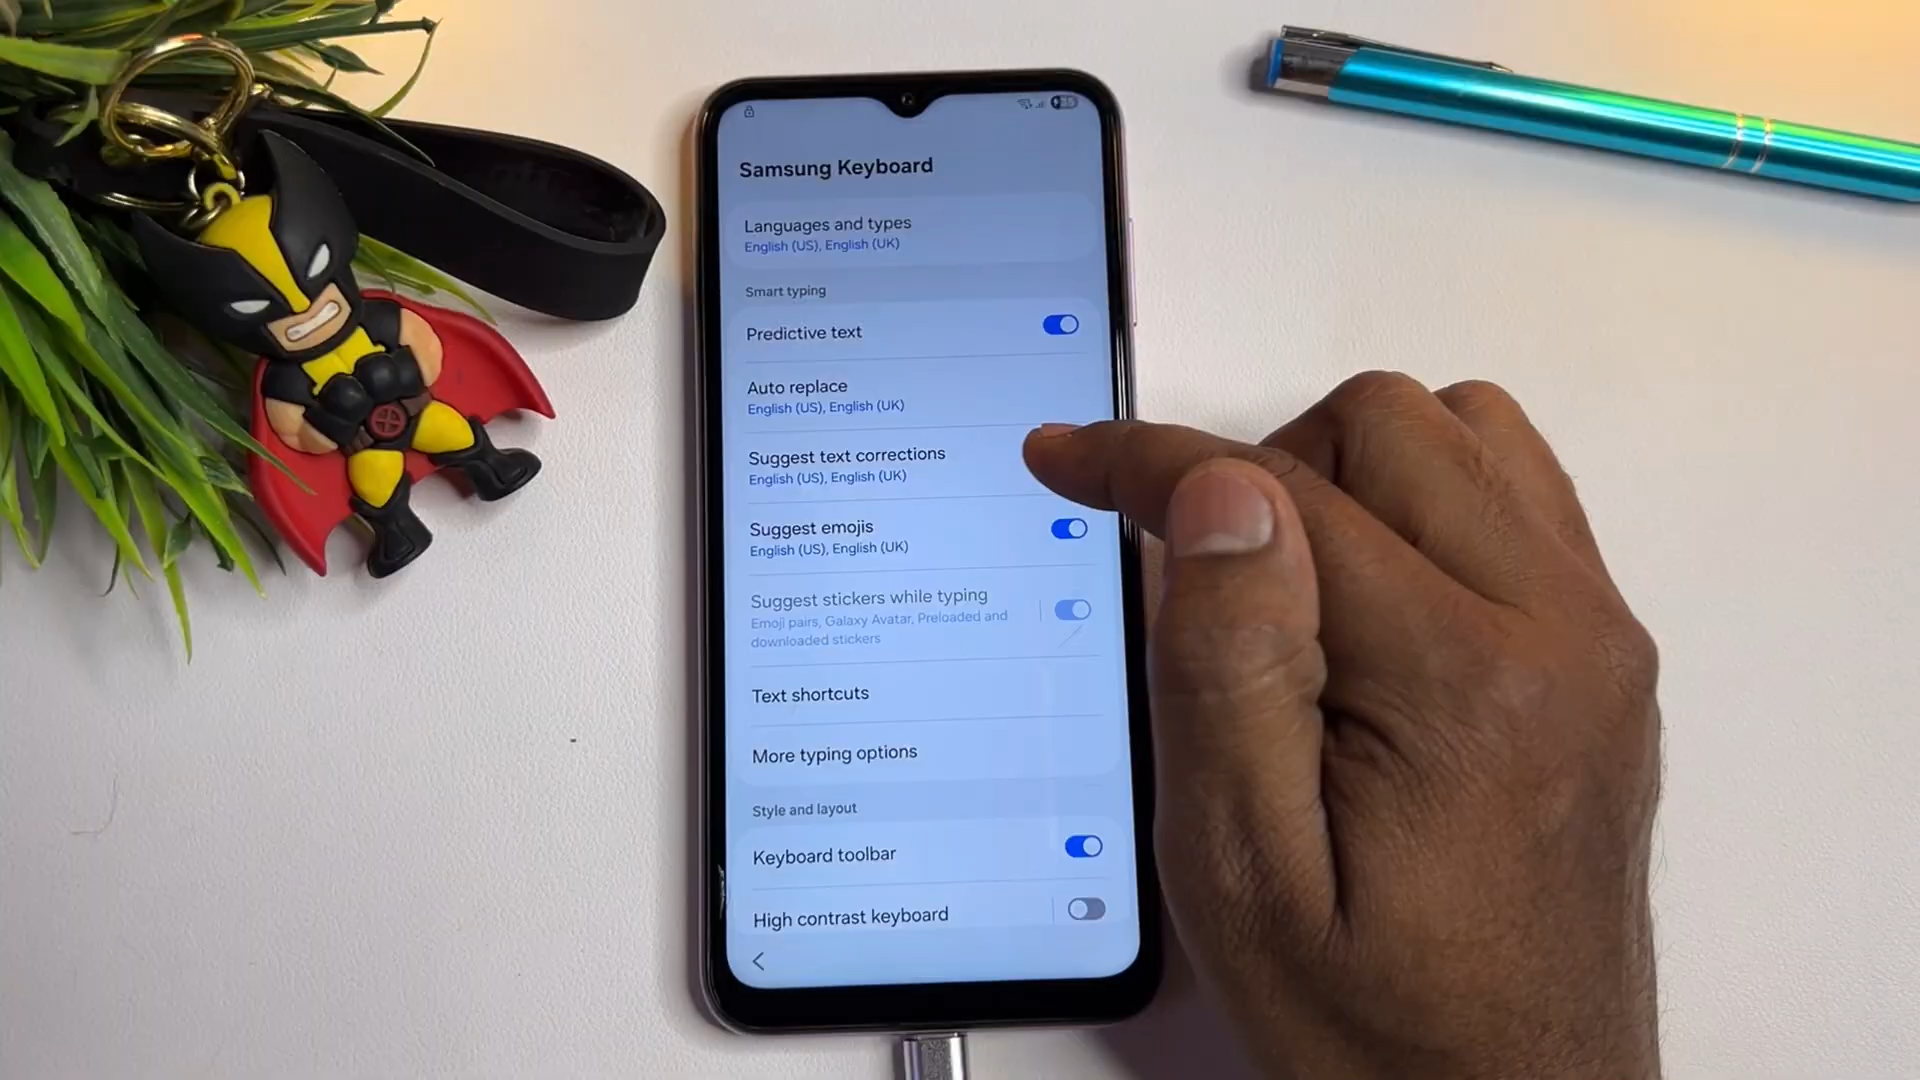 Samsung Keyboard
Languages and types
English (US), English (UK)
Smart typing
Predictive text
Auto replace
English (US), English (UK)
Suggest text corrections
English (US), English (UK)
Suggest emojis
English (US), English (UK)
Suggest stickers while typing
Emoji pairs, Galaxy Avatar, Preloaded and
downloaded stickers
Text shortcuts
More typing options
Style and layout
Keyboard toolbar
High contrast keyboard